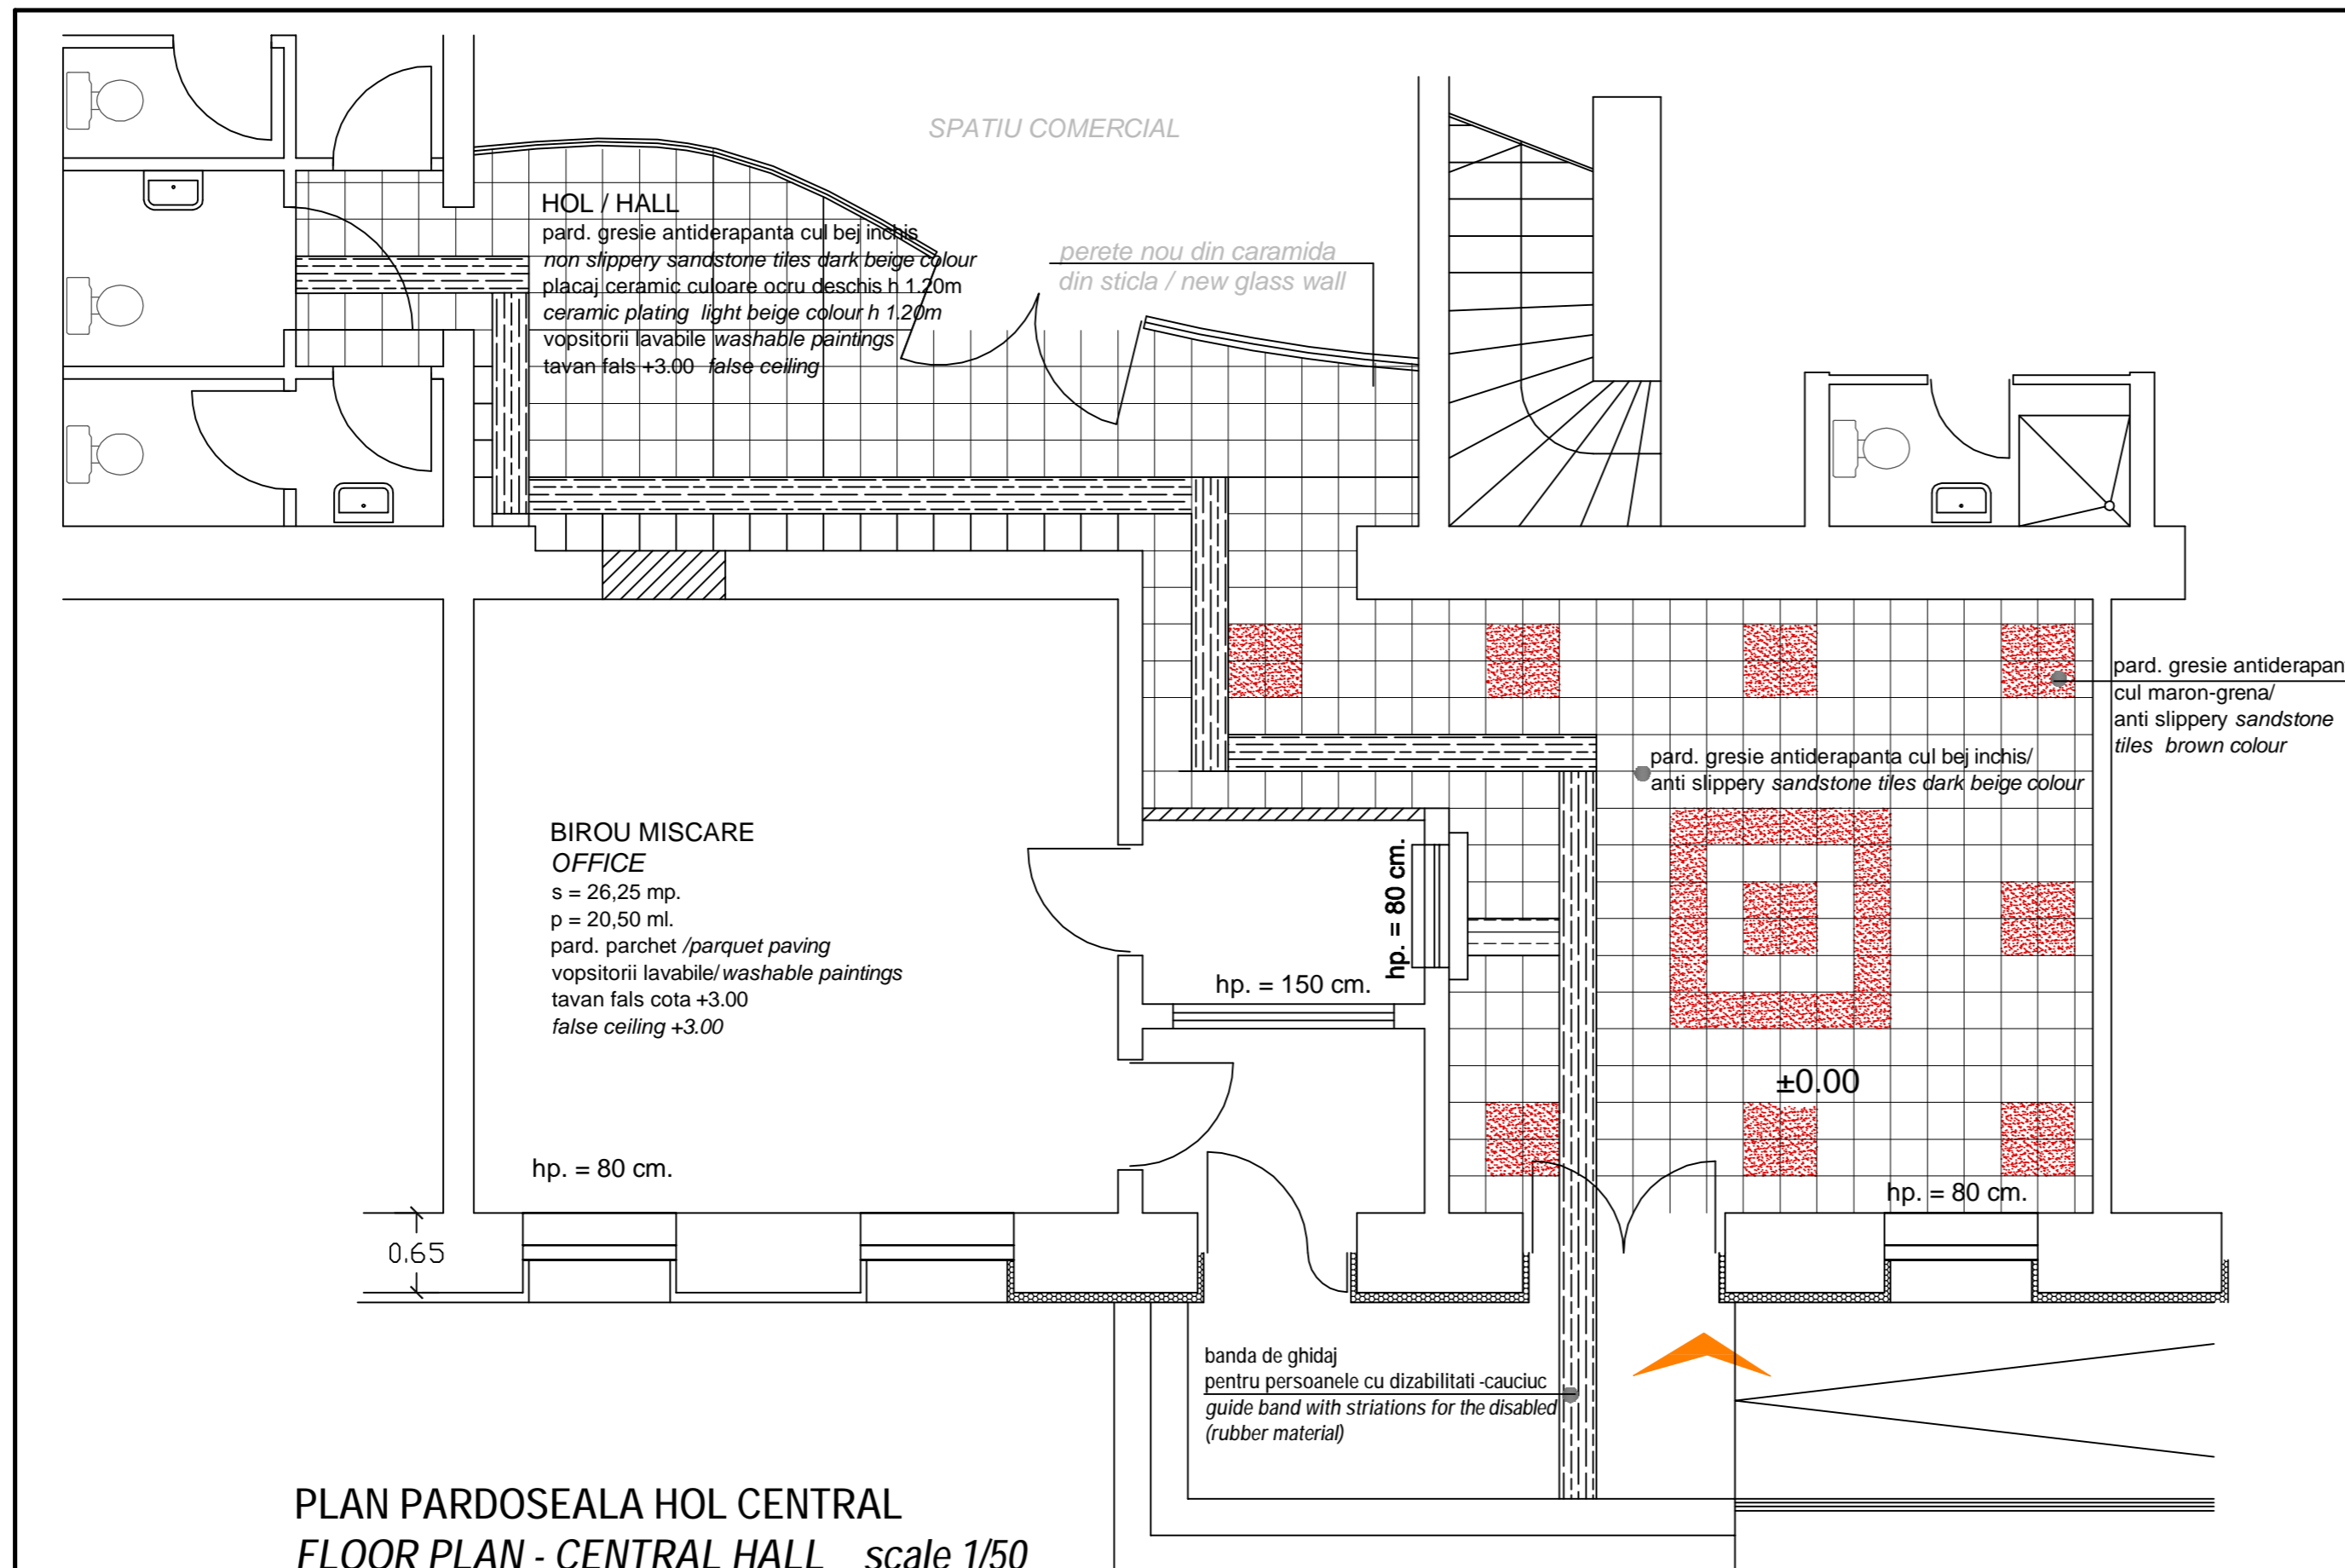 SPATIU COMERCIAL
HOL / HALL
pard. gresie antiderapanta cul bej inchis
non slippery sandstone tiles dark beige colour
placaj ceramic culoare ocru deschis h 1.20m
ceramic plating light beige colour h 1.20m
vopsitorii lavabile washable paintings
tavan fals +3.00 false ceiling
perete nou din caramida
din sticla / new glass wall
pard. gresie antiderapan
cul maron-grena/
anti slippery sandstone
tiles brown colour
pard. gresie antiderapanta cul bej inchis/
anti slippery sandstone tiles dark beige colour
BIROU MISCARE
OFFICE
s = 26,25 mp.
p = 20,50 ml.
pard. parchet /parquet paving
vopsitorii lavabile/washable paintings
tavan fals cota +3.00
false ceiling +3.00
hp. = 80 cm.
hp. = 150 cm.
±0.00
hp. = 80 cm.
hp. = 80 cm.
0.65
banda de ghidaj
pentru persoanele cu dizabilitati -cauciuc
guide band with striations for the disabled
(rubber material)
PLAN PARDOSEALA HOL CENTRAL
FLOOR PLAN - CENTRAL HALL scale 1/50